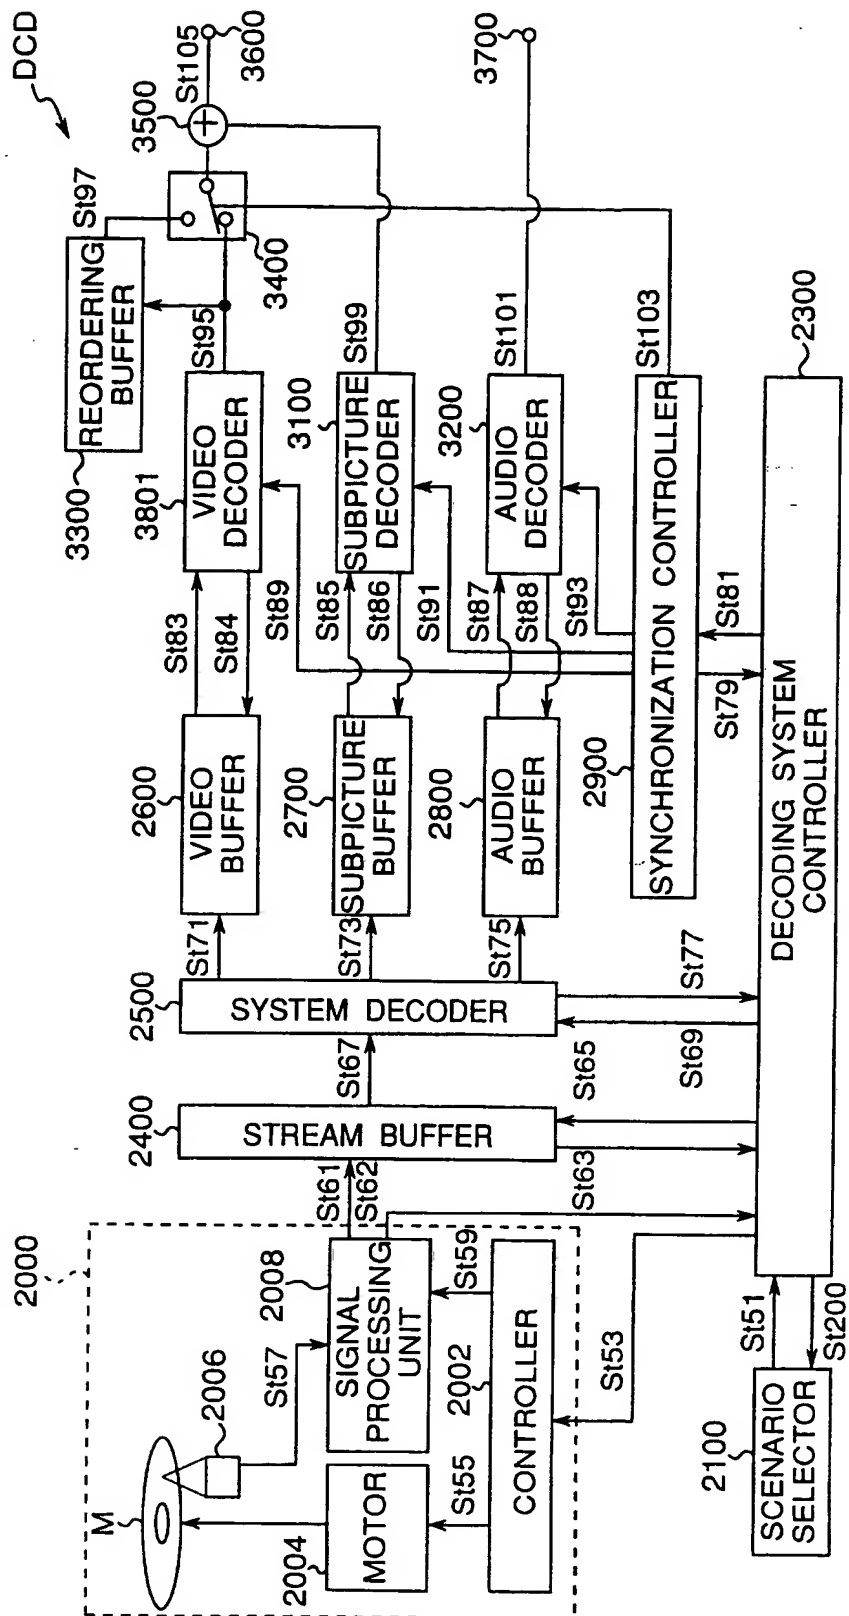 DCD
2000
M
2006
2004
MOTOR
St57
2008
SIGNAL
PROCESSING
UNIT
St55
2002
St59
CONTROLLER
St53
2100
SCENARIO
SELECTOR
St51
St200
St61
St62
2400
STREAM BUFFER
St63
St65
St67
2500
SYSTEM DECODER
St69
St77
St71
St73
St75
2600
VIDEO
BUFFER
2700
SUBPICTURE
BUFFER
2800
AUDIO
BUFFER
St83
St84
St89
St85
St86
St91
St87
St88
St93
3801
VIDEO
DECODER
3100
SUBPICTURE
DECODER
3200
AUDIO
DECODER
2900
SYNCHRONIZATION CONTROLLER
St79
St81
DECODING SYSTEM
CONTROLLER
2300
3300
REORDERING
BUFFER
St95
St97
3400
St99
St101
St103
3500
St105
3600
3700